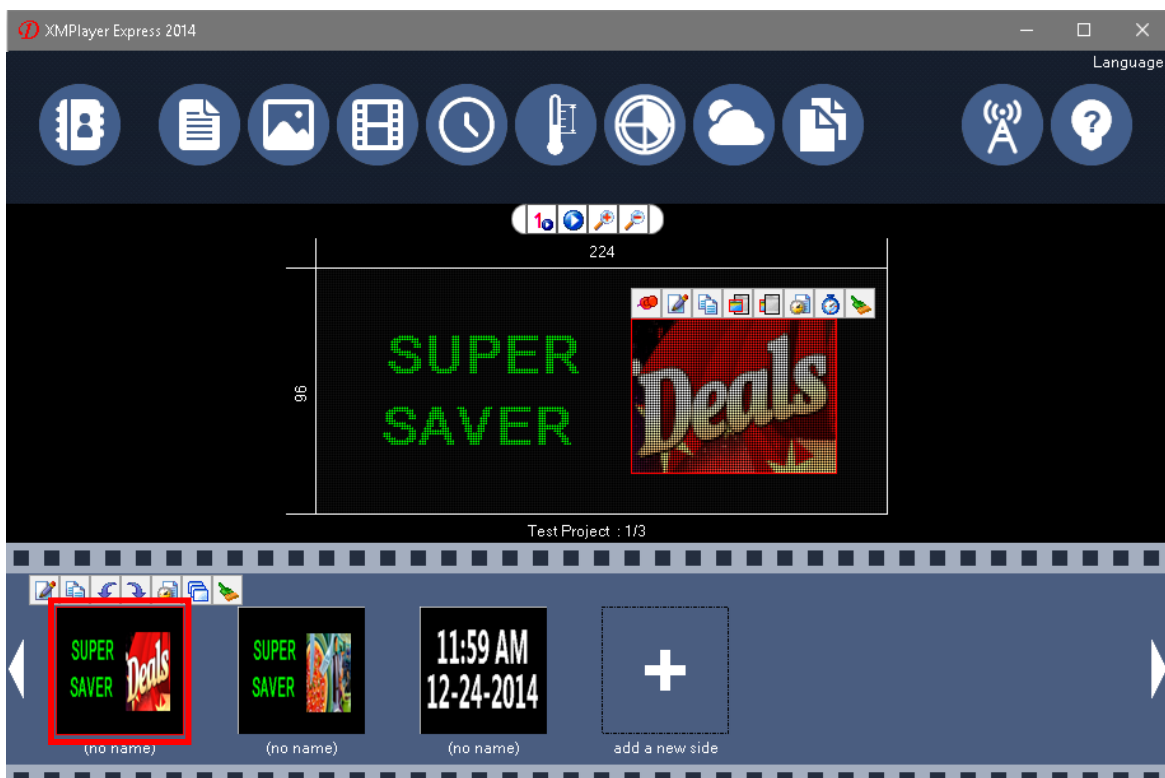 XMPlayer Express 2014
Language
1
224
96
SUPER
SAVER
Deals
Test Project : 1/3
SUPER
SAVER
Deals
SUPER
SAVER
11:59 AM
12-24-2014
(no name)
(no name)
(no name)
add a new side